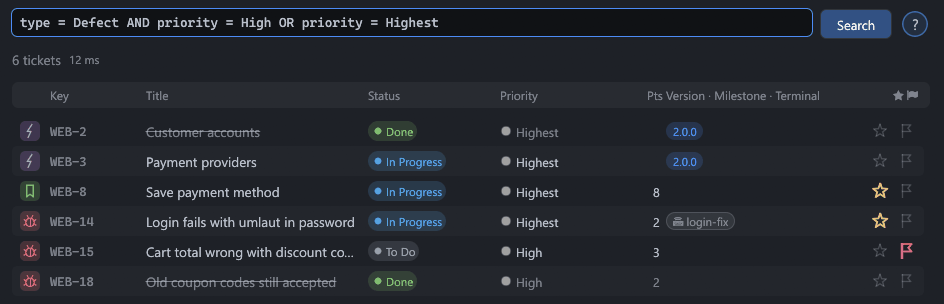 type = Defect AND priority = High OR priority = Highest
Search
?
6 tickets 12 ms
Key Title Status Priority Pts Version · Milestone · Terminal
WEB-2 Customer accounts Done Highest 2.0.0
WEB-3 Payment providers In Progress Highest 2.0.0
WEB-8 Save payment method In Progress Highest 8
WEB-14 Login fails with umlaut in password In Progress Highest 2 login-fix
WEB-15 Cart total wrong with discount co... To Do High 3
WEB-18 Old coupon codes still accepted Done High 2